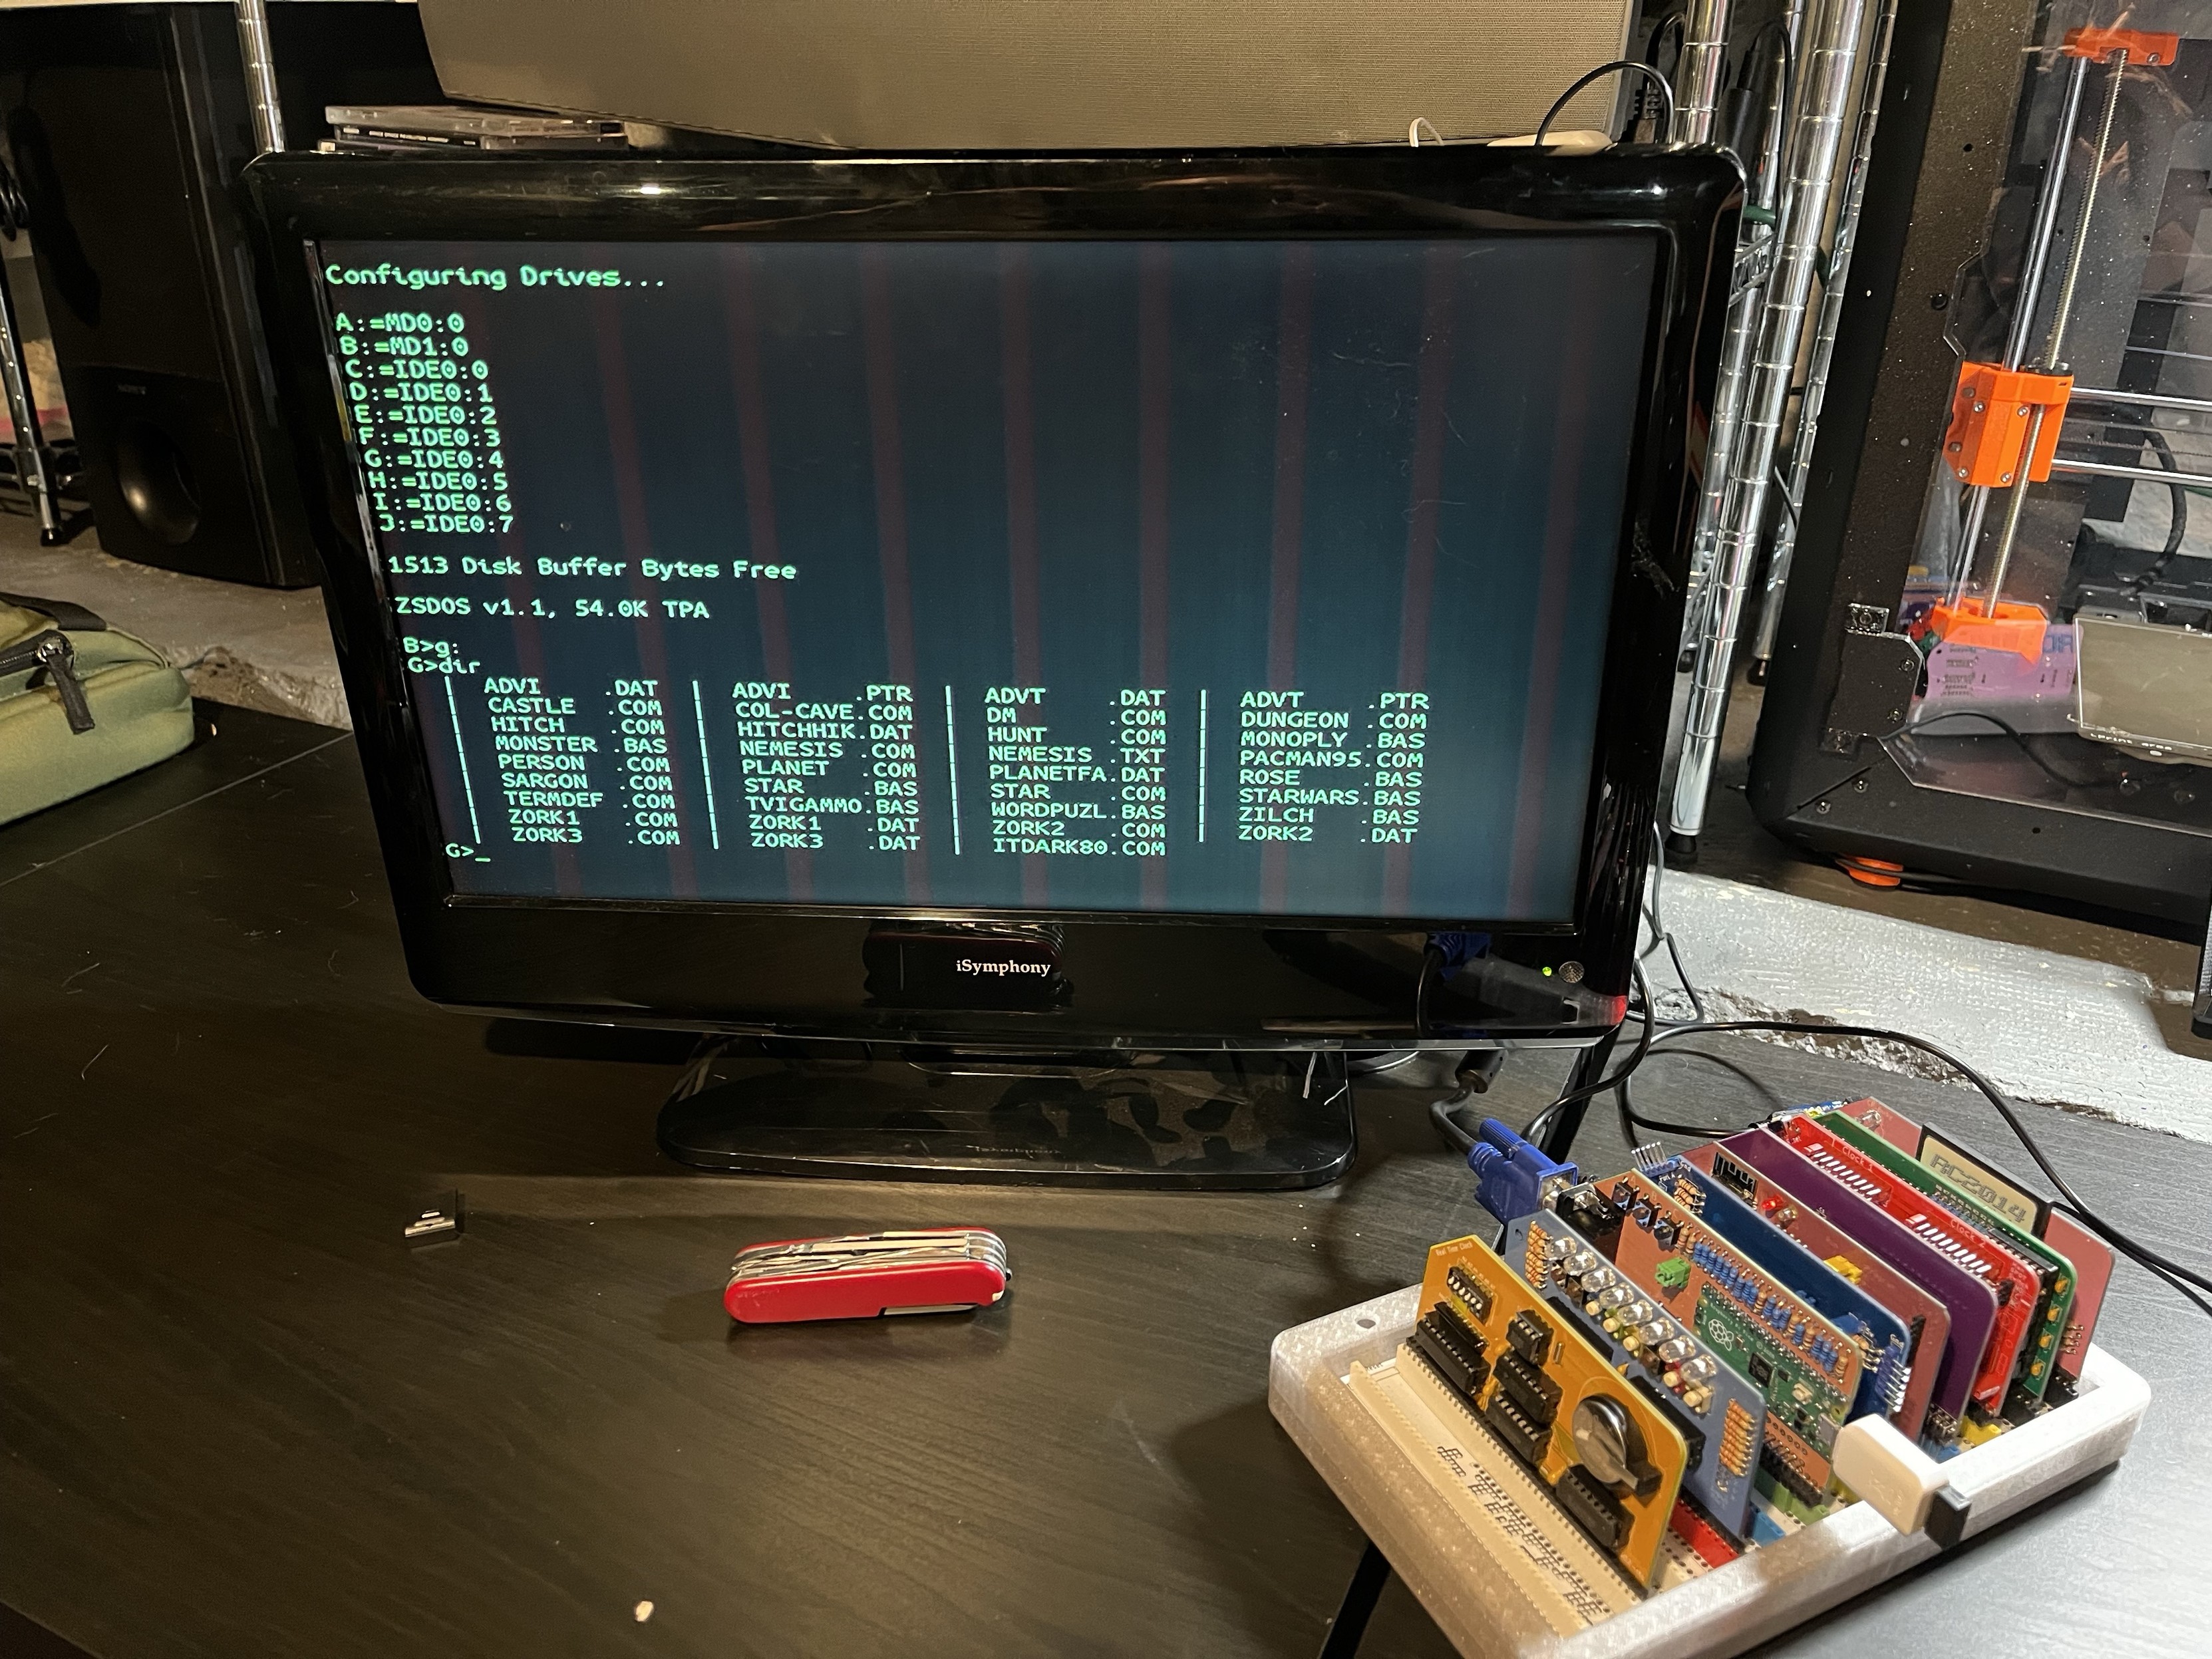 Configuring Drives...
A:=MD0:0
B:=MD1:0
C:=IDE0:0
D:=IDE0:1
E:=IDE0:2
F:=IDE0:3
G:=IDE0:4
H:=IDE0:5
I:=IDE0:6
J:=IDE0:7
1513 Disk Buffer Bytes Free
ZSDOS v1.1, 54.0K TPA
B>g:
G>dir
| ADVI .DAT | ADVI .PTR | ADVT .DAT | ADVT .PTR
| CASTLE .COM | COL-CAVE.COM | DM .COM | DUNGEON .COM
| HITCH .COM | HITCHHIK.DAT | HUNT .COM | MONOPLY .BAS
| MONSTER .BAS | NEMESIS .COM | NEMESIS .TXT | PACMAN95.COM
| PERSON .COM | PLANET .COM | PLANETFA.DAT | ROSE .BAS
| SARGON .COM | STAR .BAS | STAR .COM | STARWARS.BAS
| TERMDEF .COM | TVIGAMMO.BAS | WORDPUZL.BAS | ZILCH .BAS
| ZORK1 .COM | ZORK1 .DAT | ZORK2 .COM | ZORK2 .DAT
| ZORK3 .COM | ZORK3 .DAT | ITDARK80.COM
G>_
iSymphony
RC2014
Clock 1
Real Time Clock